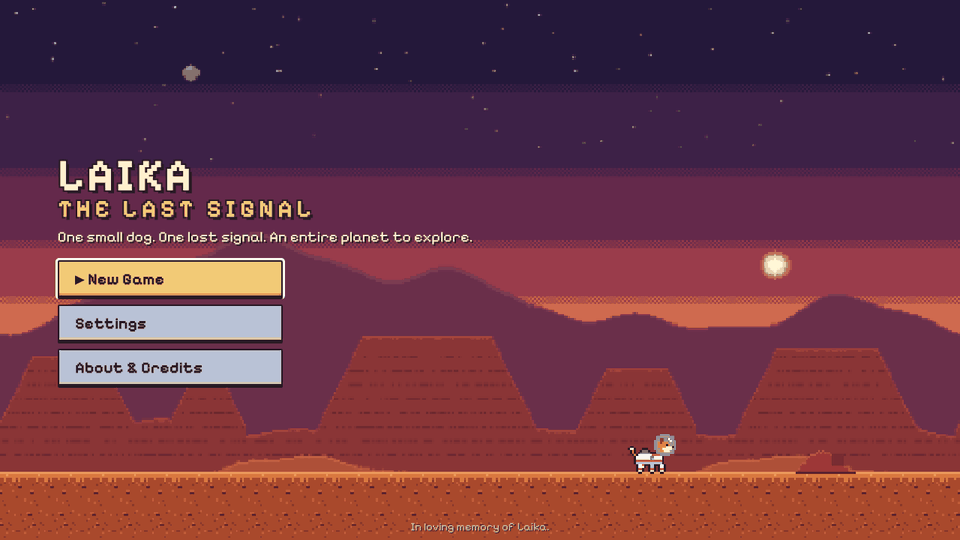 LAIKA
THE LAST SIGNAL
One small dog. One lost signal. An entire planet to explore.
▶ New Game
Settings
About & Credits
In loving memory of Laika.